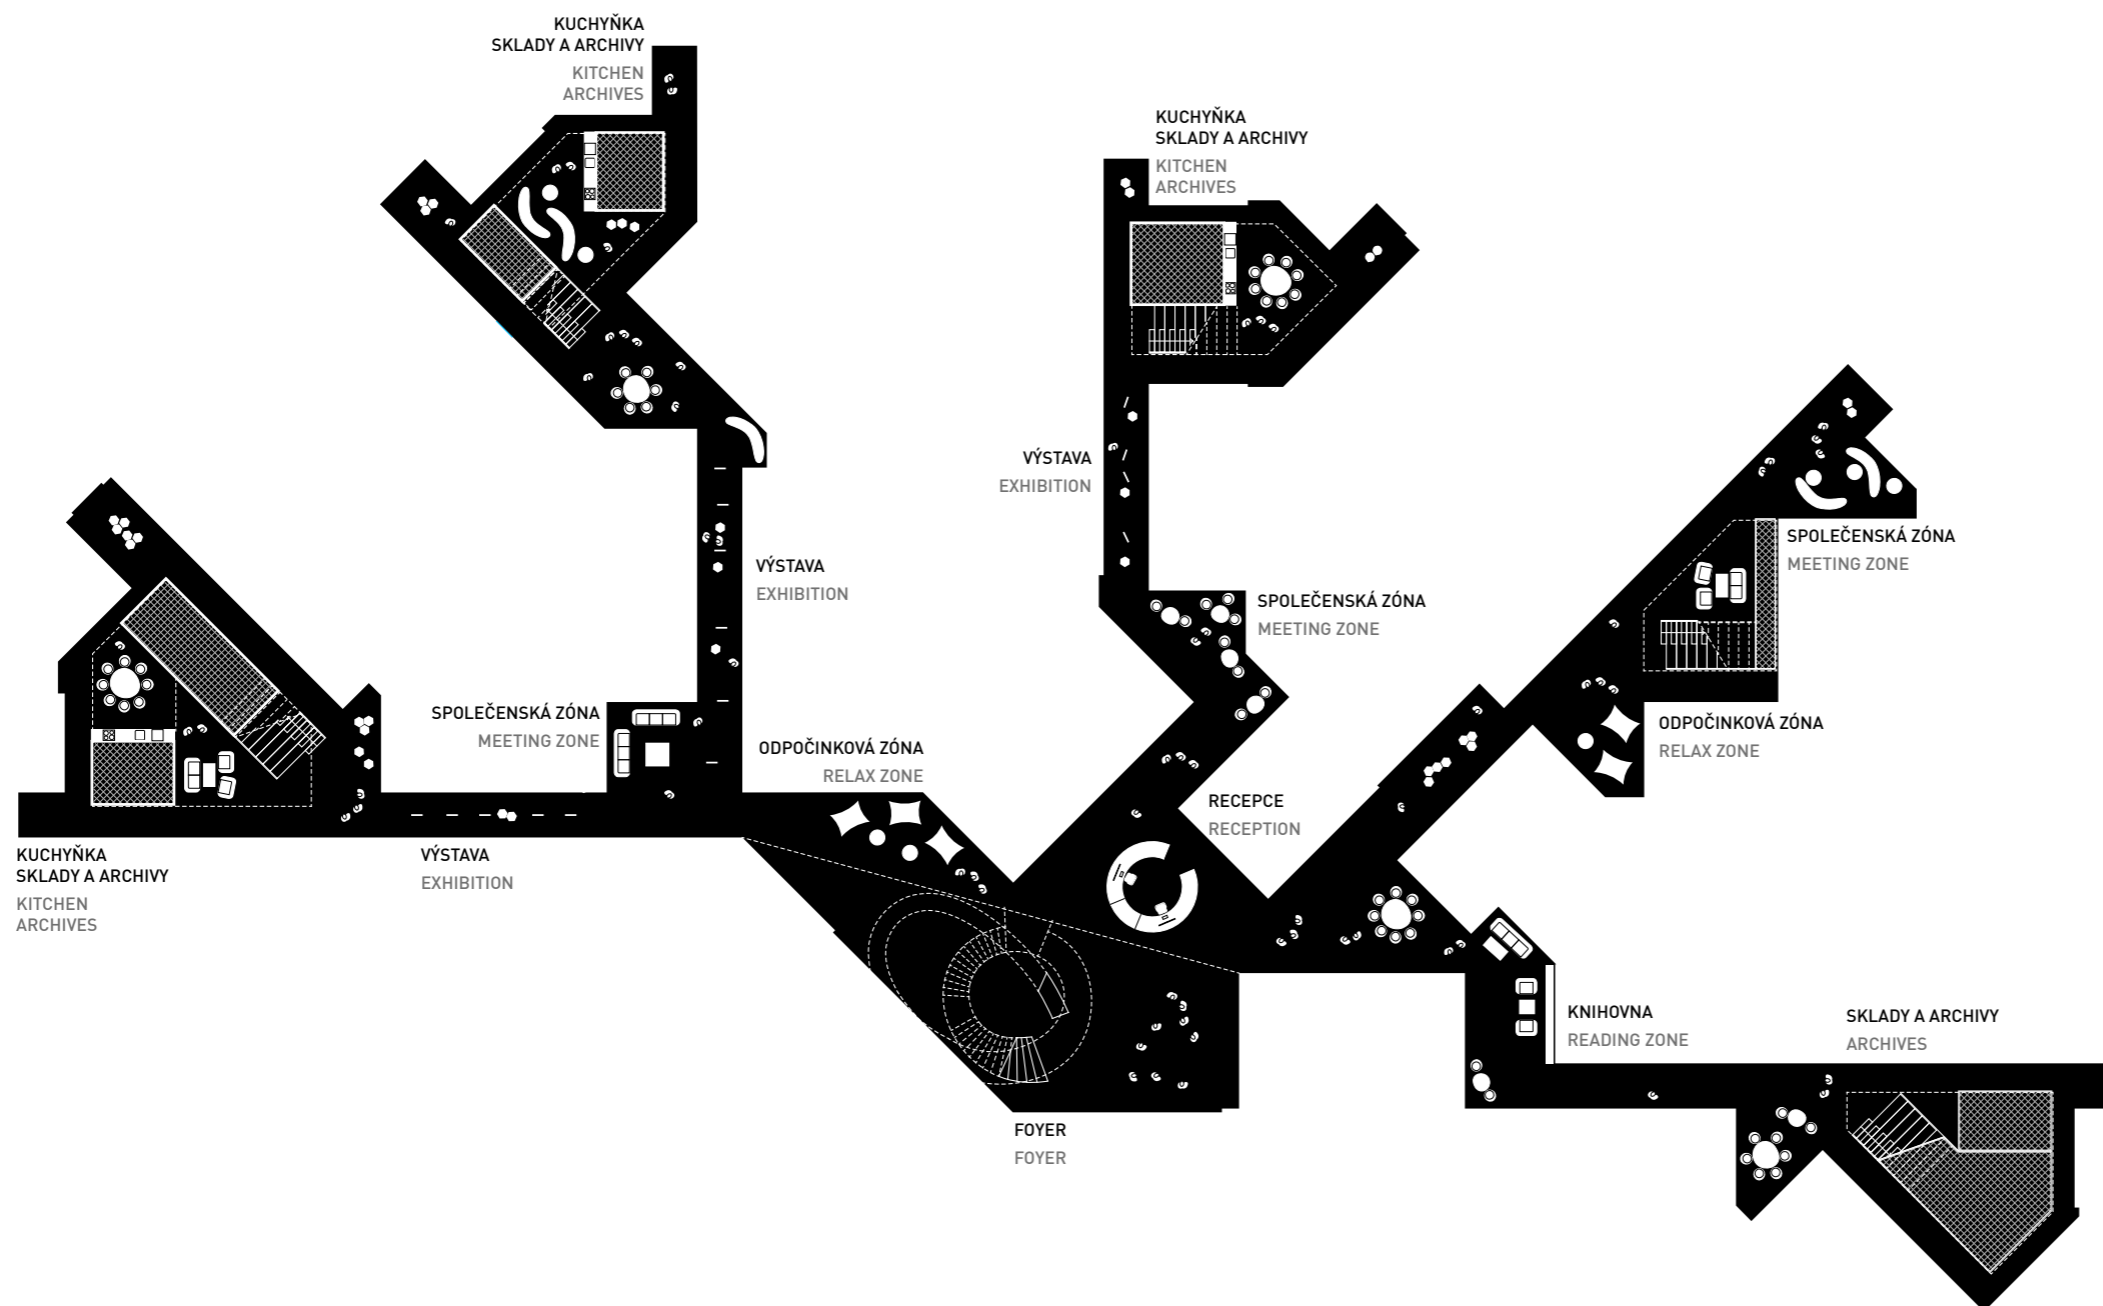 KUCHYŇKA
SKLADY A ARCHIVY
KITCHEN
ARCHIVES
KUCHYŇKA
SKLADY A ARCHIVY
KITCHEN
ARCHIVES
VÝSTAVA
EXHIBITION
SPOLEČENSKÁ ZÓNA
MEETING ZONE
VÝSTAVA
EXHIBITION
SPOLEČENSKÁ ZÓNA
MEETING ZONE
SPOLEČENSKÁ ZÓNA
MEETING ZONE
ODPOČINKOVÁ ZÓNA
RELAX ZONE
ODPOČINKOVÁ ZÓNA
RELAX ZONE
RECEPCE
RECEPTION
KUCHYŇKA
SKLADY A ARCHIVY
KITCHEN
ARCHIVES
VÝSTAVA
EXHIBITION
KNIHOVNA
READING ZONE
SKLADY A ARCHIVY
ARCHIVES
FOYER
FOYER